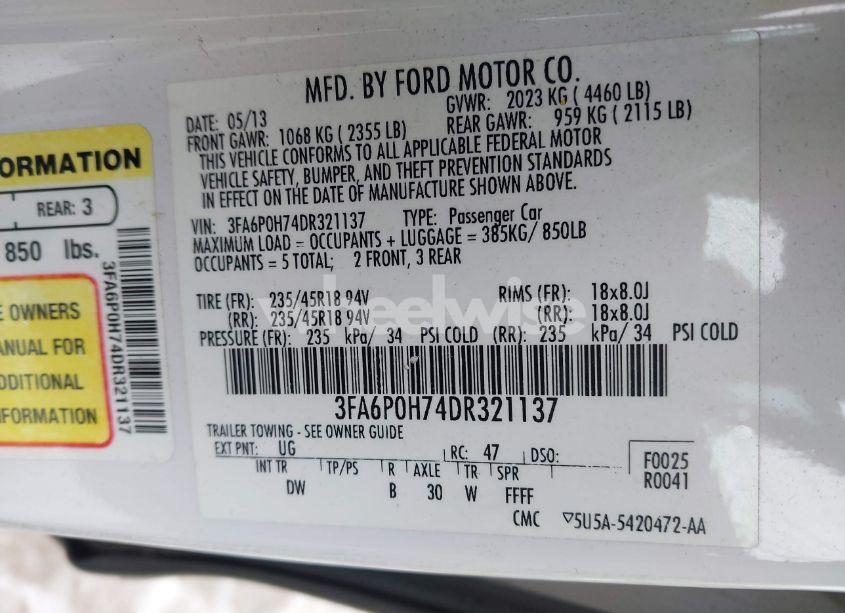 MFD. BY FORD MOTOR CO.
DATE: 05/13 GVWR: 2023 KG ( 4460 LB)
FRONT GAWR: 1068 KG ( 2355 LB) REAR GAWR: 959 KG ( 2115 LB)
THIS VEHICLE CONFORMS TO ALL APPLICABLE FEDERAL MOTOR
VEHICLE SAFETY, BUMPER, AND THEFT PREVENTION STANDARDS
IN EFFECT ON THE DATE OF MANUFACTURE SHOWN ABOVE.
VIN: 3FA6P0H74DR321137 TYPE: Passenger Car
MAXIMUM LOAD = OCCUPANTS + LUGGAGE = 385KG/ 850LB
OCCUPANTS = 5 TOTAL; 2 FRONT, 3 REAR
TIRE (FR): 235/45R18 94V RIMS (FR): 18x8.0J
(RR): 235/45R18 94V (RR): 18x8.0J
PRESSURE (FR): 235 kPa/ 34 PSI COLD (RR): 235 kPa/ 34 PSI COLD
3FA6P0H74DR321137
TRAILER TOWING - SEE OWNER GUIDE
EXT PNT: UG RC: 47 DSO:
INT TR TP/PS R AXLE TR SPR
DW B 30 W FFFF
F0025
R0041
CMC ▽5U5A-5420472-AA
ORMATION
REAR: 3
850 lbs.
E OWNERS
ANUAL FOR
DDITIONAL
NFORMATION
3FA6P0H74DR321137
wheelwise